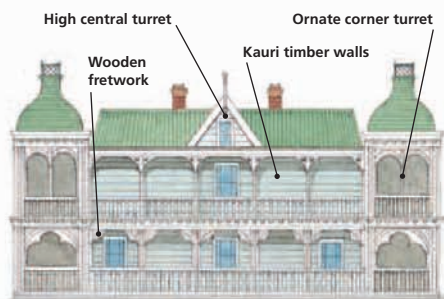 High central turret
Ornate corner turret
Wooden
fretwork
Kauri timber walls